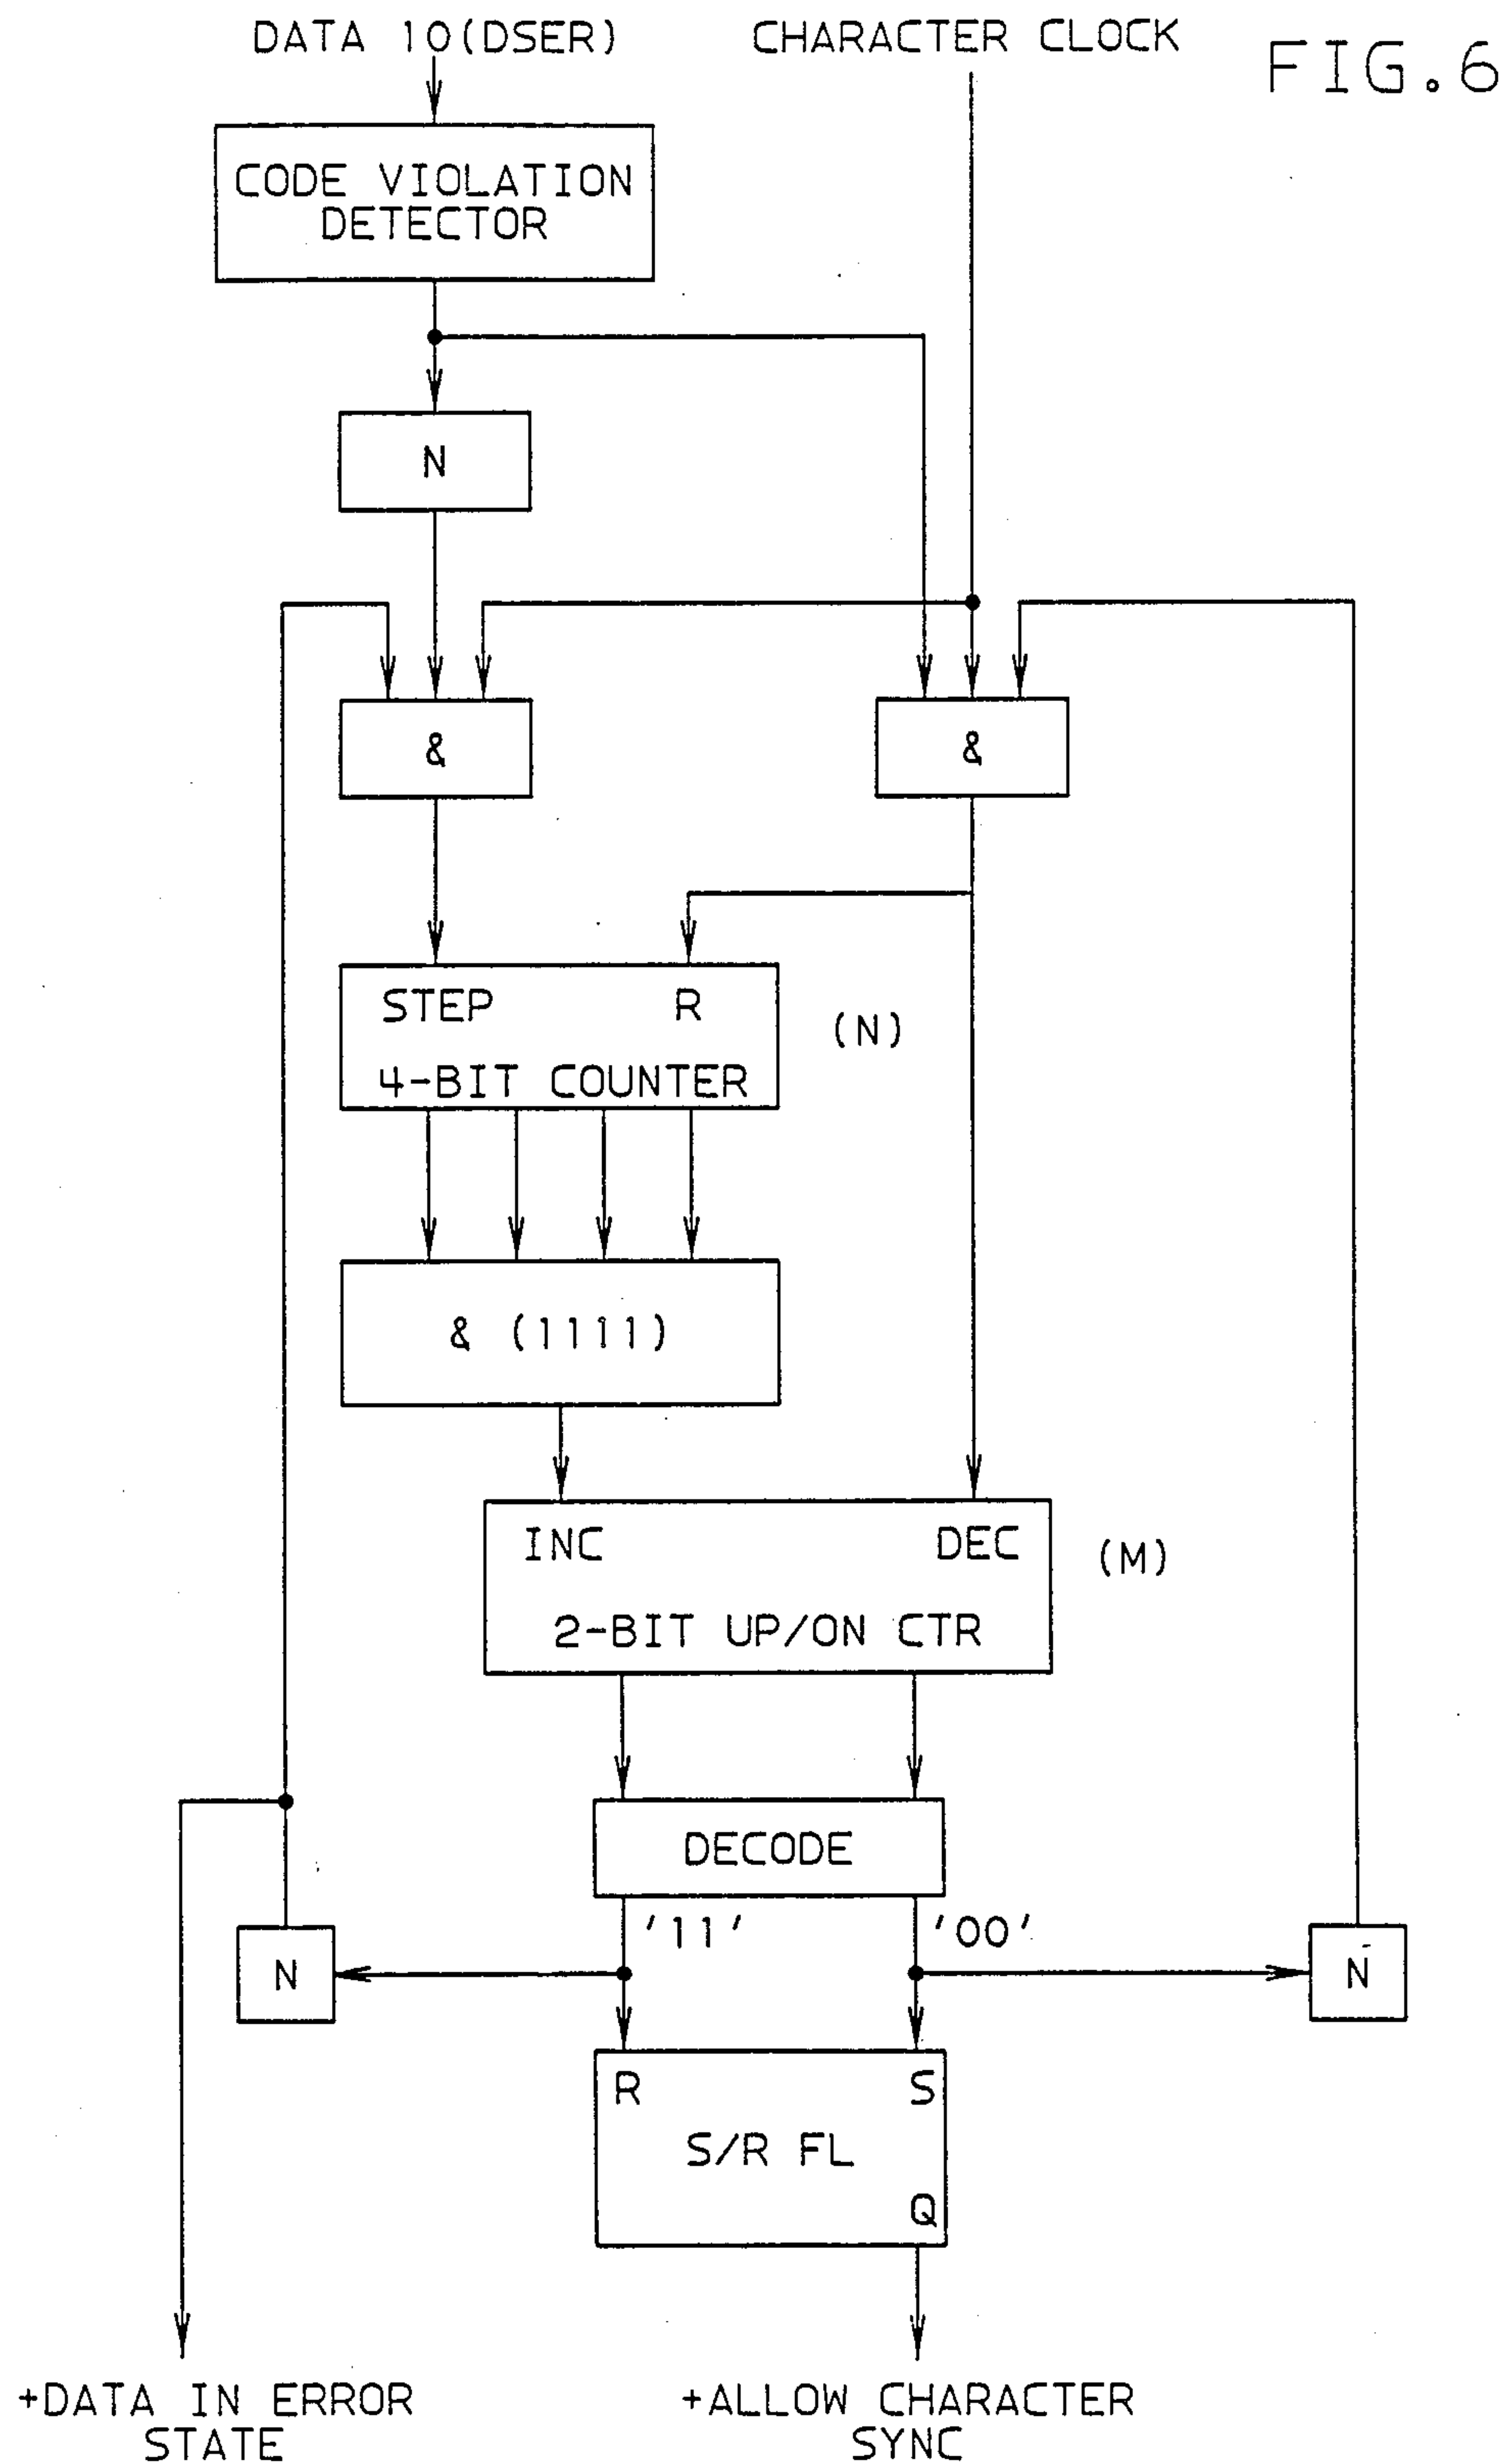 DATA 10(DSER)
CHARACTER CLOCK
FIG.6
CODE VIOLATION
DETECTOR
N
&
&
STEP R
(N)
4-BIT COUNTER
& (1111)
INC DEC
(M)
2-BIT UP/ON CTR
DECODE
'11'
'00'
N
N
R S
S/R FL
Q
+DATA IN ERROR
STATE
+ALLOW CHARACTER
SYNC